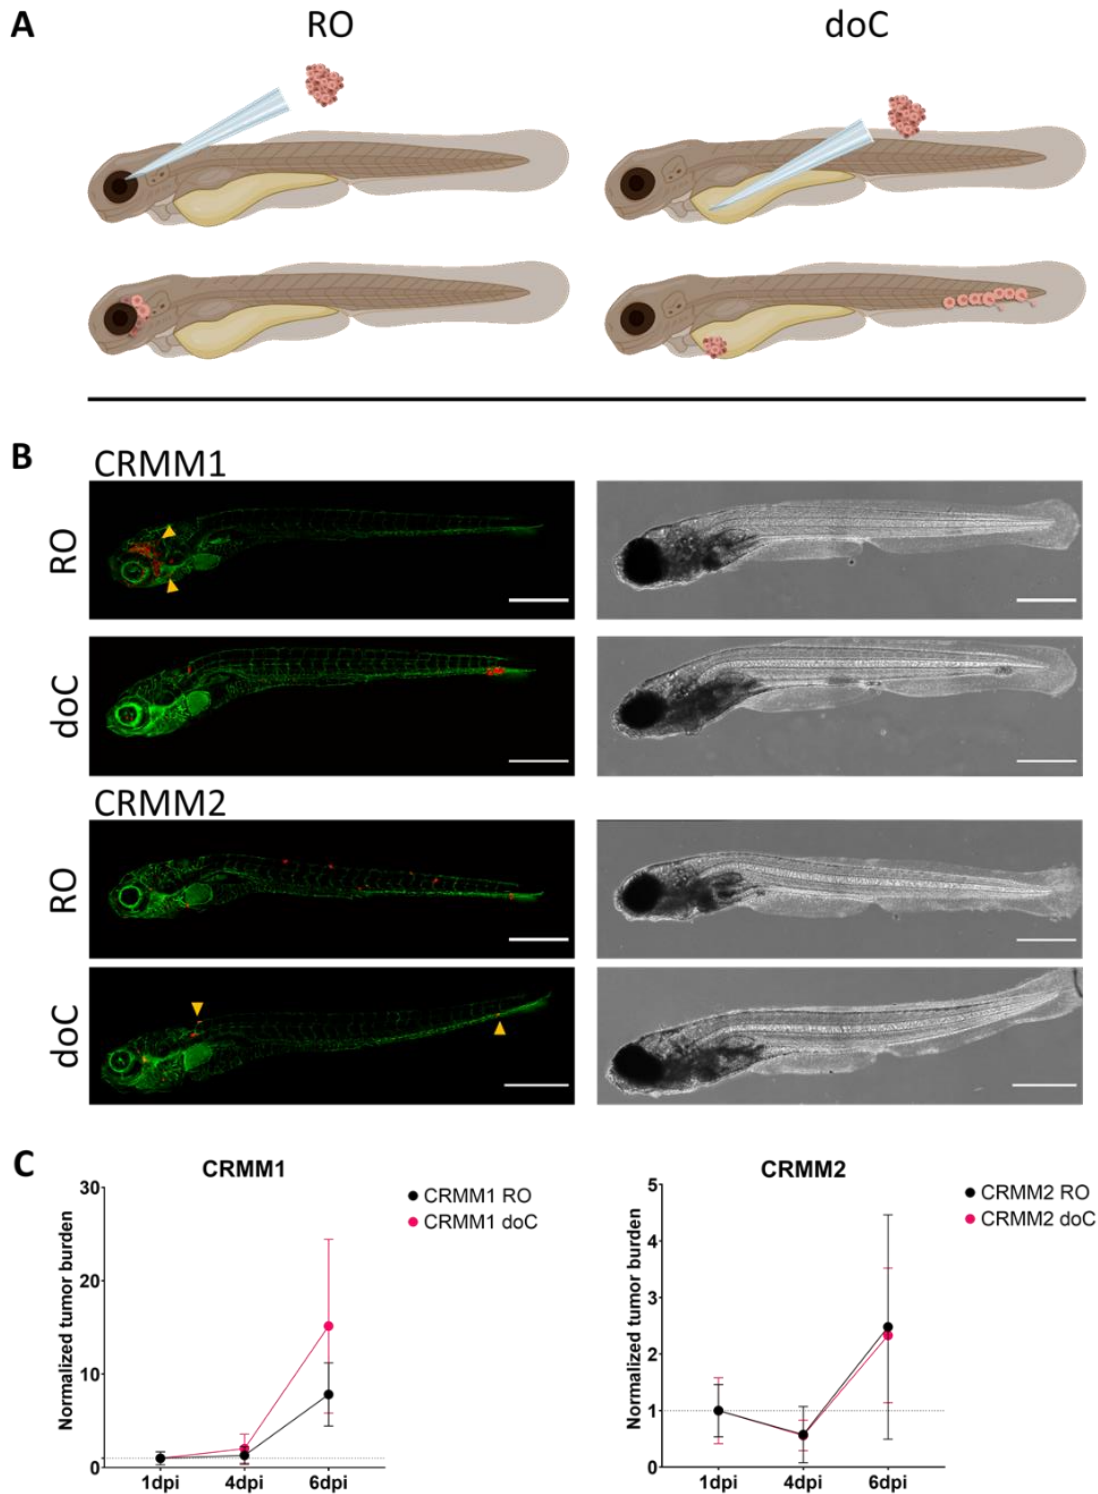 A
RO
doC
B
CRMM1
RO
doC
CRMM2
RO
doC
C
CRMM1
Normalized tumor burden
30
20
10
0
1dpi
4dpi
6dpi
CRMM1 RO
CRMM1 doC
CRMM2
Normalized tumor burden
5
4
3
2
1
0
1dpi
4dpi
6dpi
CRMM2 RO
CRMM2 doC